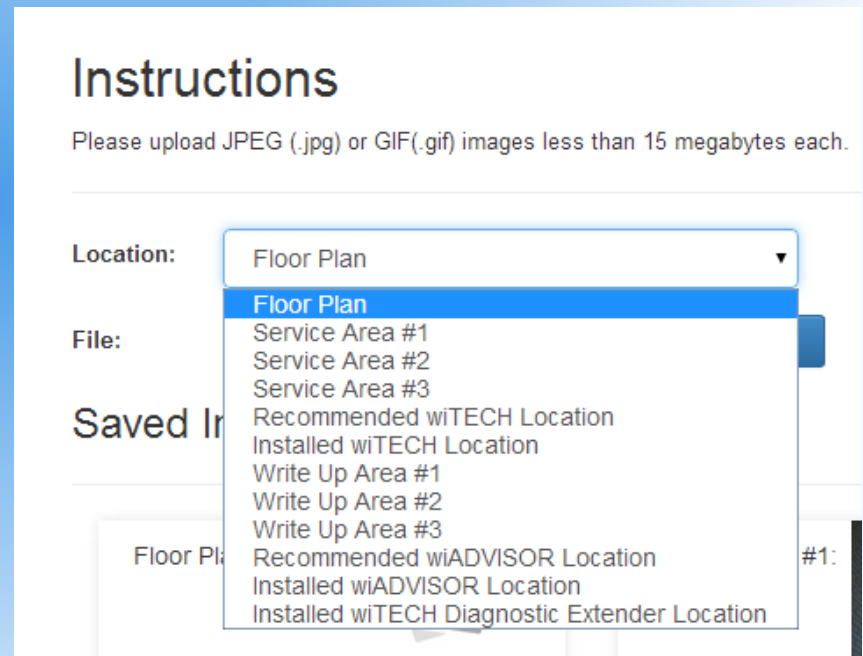 Instructions
Please upload JPEG (.jpg) or GIF(.gif) images less than 15 megabytes each.
Location:
Floor Plan
Floor Plan
Service Area #1
File:
Service Area #2
Service Area #3
Recommended wiTECH Location
Saved
Installed wiTECH Location
Write Up Area #1
Write Up Area #2
Write Up Area #3
Floor
Recommended wiADVISOR Location
#1:
Installed wiADVISOR Location
Installed wiTECH Diagnostic Extender Location